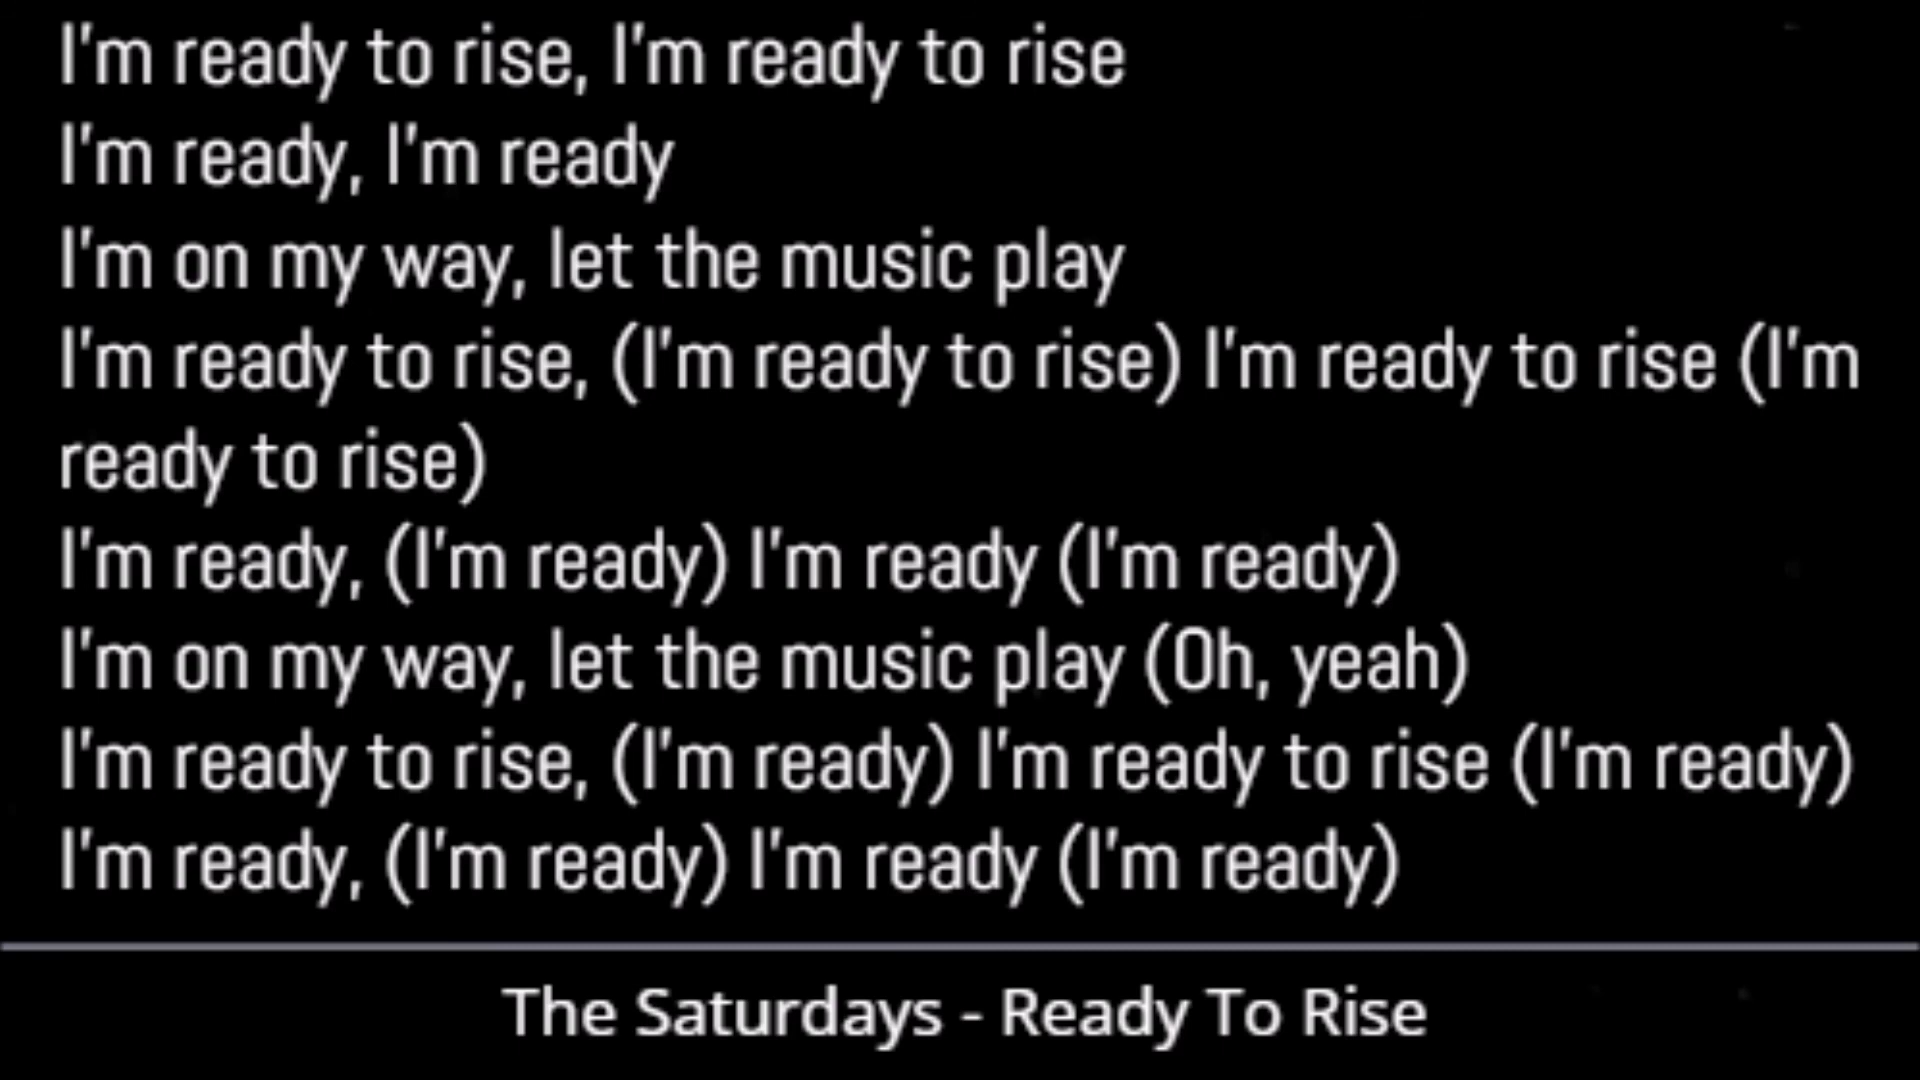 I'm ready to rise, I'm ready to rise
I'm ready, I'm ready
I'm on my way, let the music play
I'm ready to rise, (I'm ready to rise) I'm ready to rise (I'm
ready to rise)
I'm ready, (I'm ready) I'm ready (I'm ready)
I'm on my way, let the music play (Oh, yeah)
I'm ready to rise, (I'm ready) I'm ready to rise (I'm ready)
I'm ready, (I'm ready) I'm ready (I'm ready)
The Saturdays - Ready To Rise